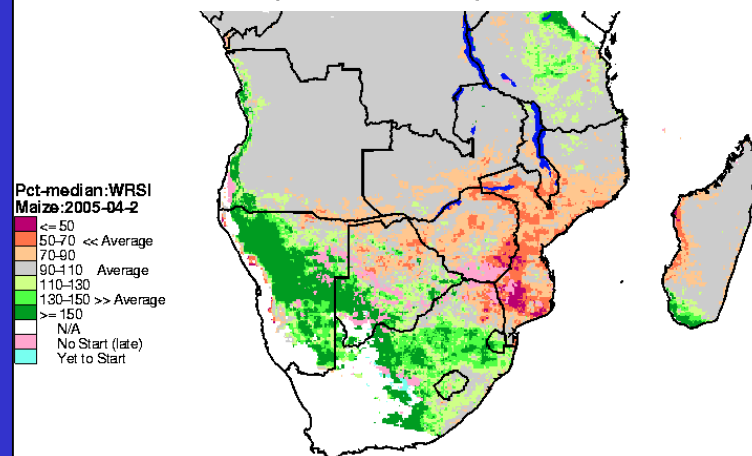 Pct-median:WRSI
Maize:2005-04-2
<= 50
50-70 << Average
70-90
90-110 Average
110-130
130-150 >> Average
>= 150
N/A
No Start (late)
Yet to Start